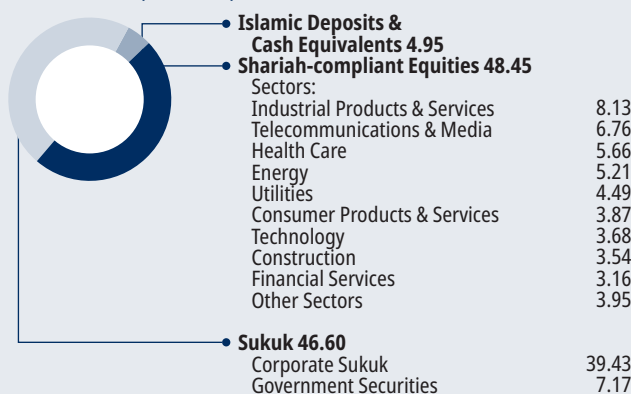 Islamic Deposits &
Cash Equivalents 4.95
Shariah-compliant Equities 48.45
Sectors:
Industrial Products & Services 8.13
Telecommunications & Media 6.76
Health Care 5.66
Energy 5.21
Utilities 4.49
Consumer Products & Services 3.87
Technology 3.68
Construction 3.54
Financial Services 3.16
Other Sectors 3.95
Sukuk 46.60
Corporate Sukuk 39.43
Government Securities 7.17